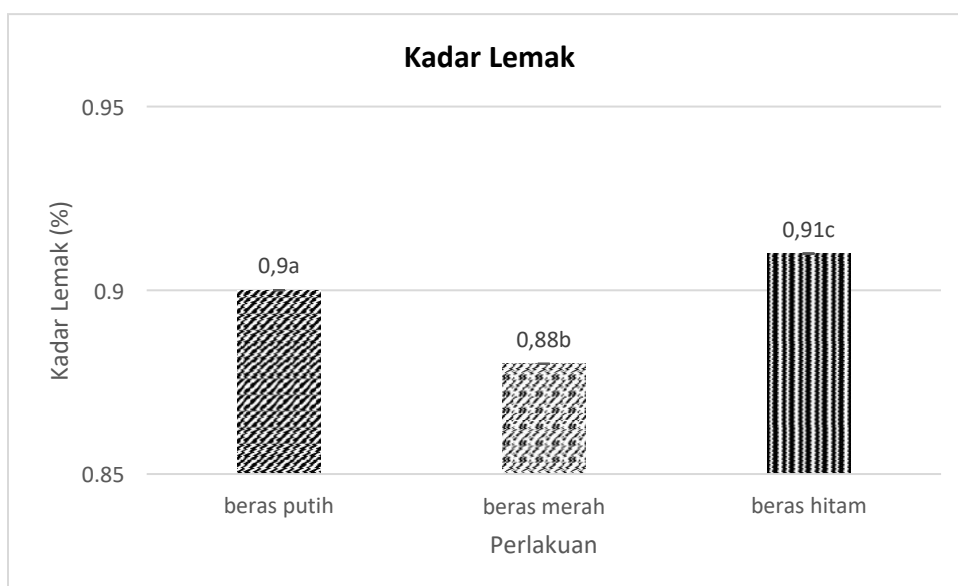 Kadar Lemak
0.95
0,91c
0,9a
0.9
0,88b
0.85
Kadar Lemak (%)
beras putih
beras merah
beras hitam
Perlakuan